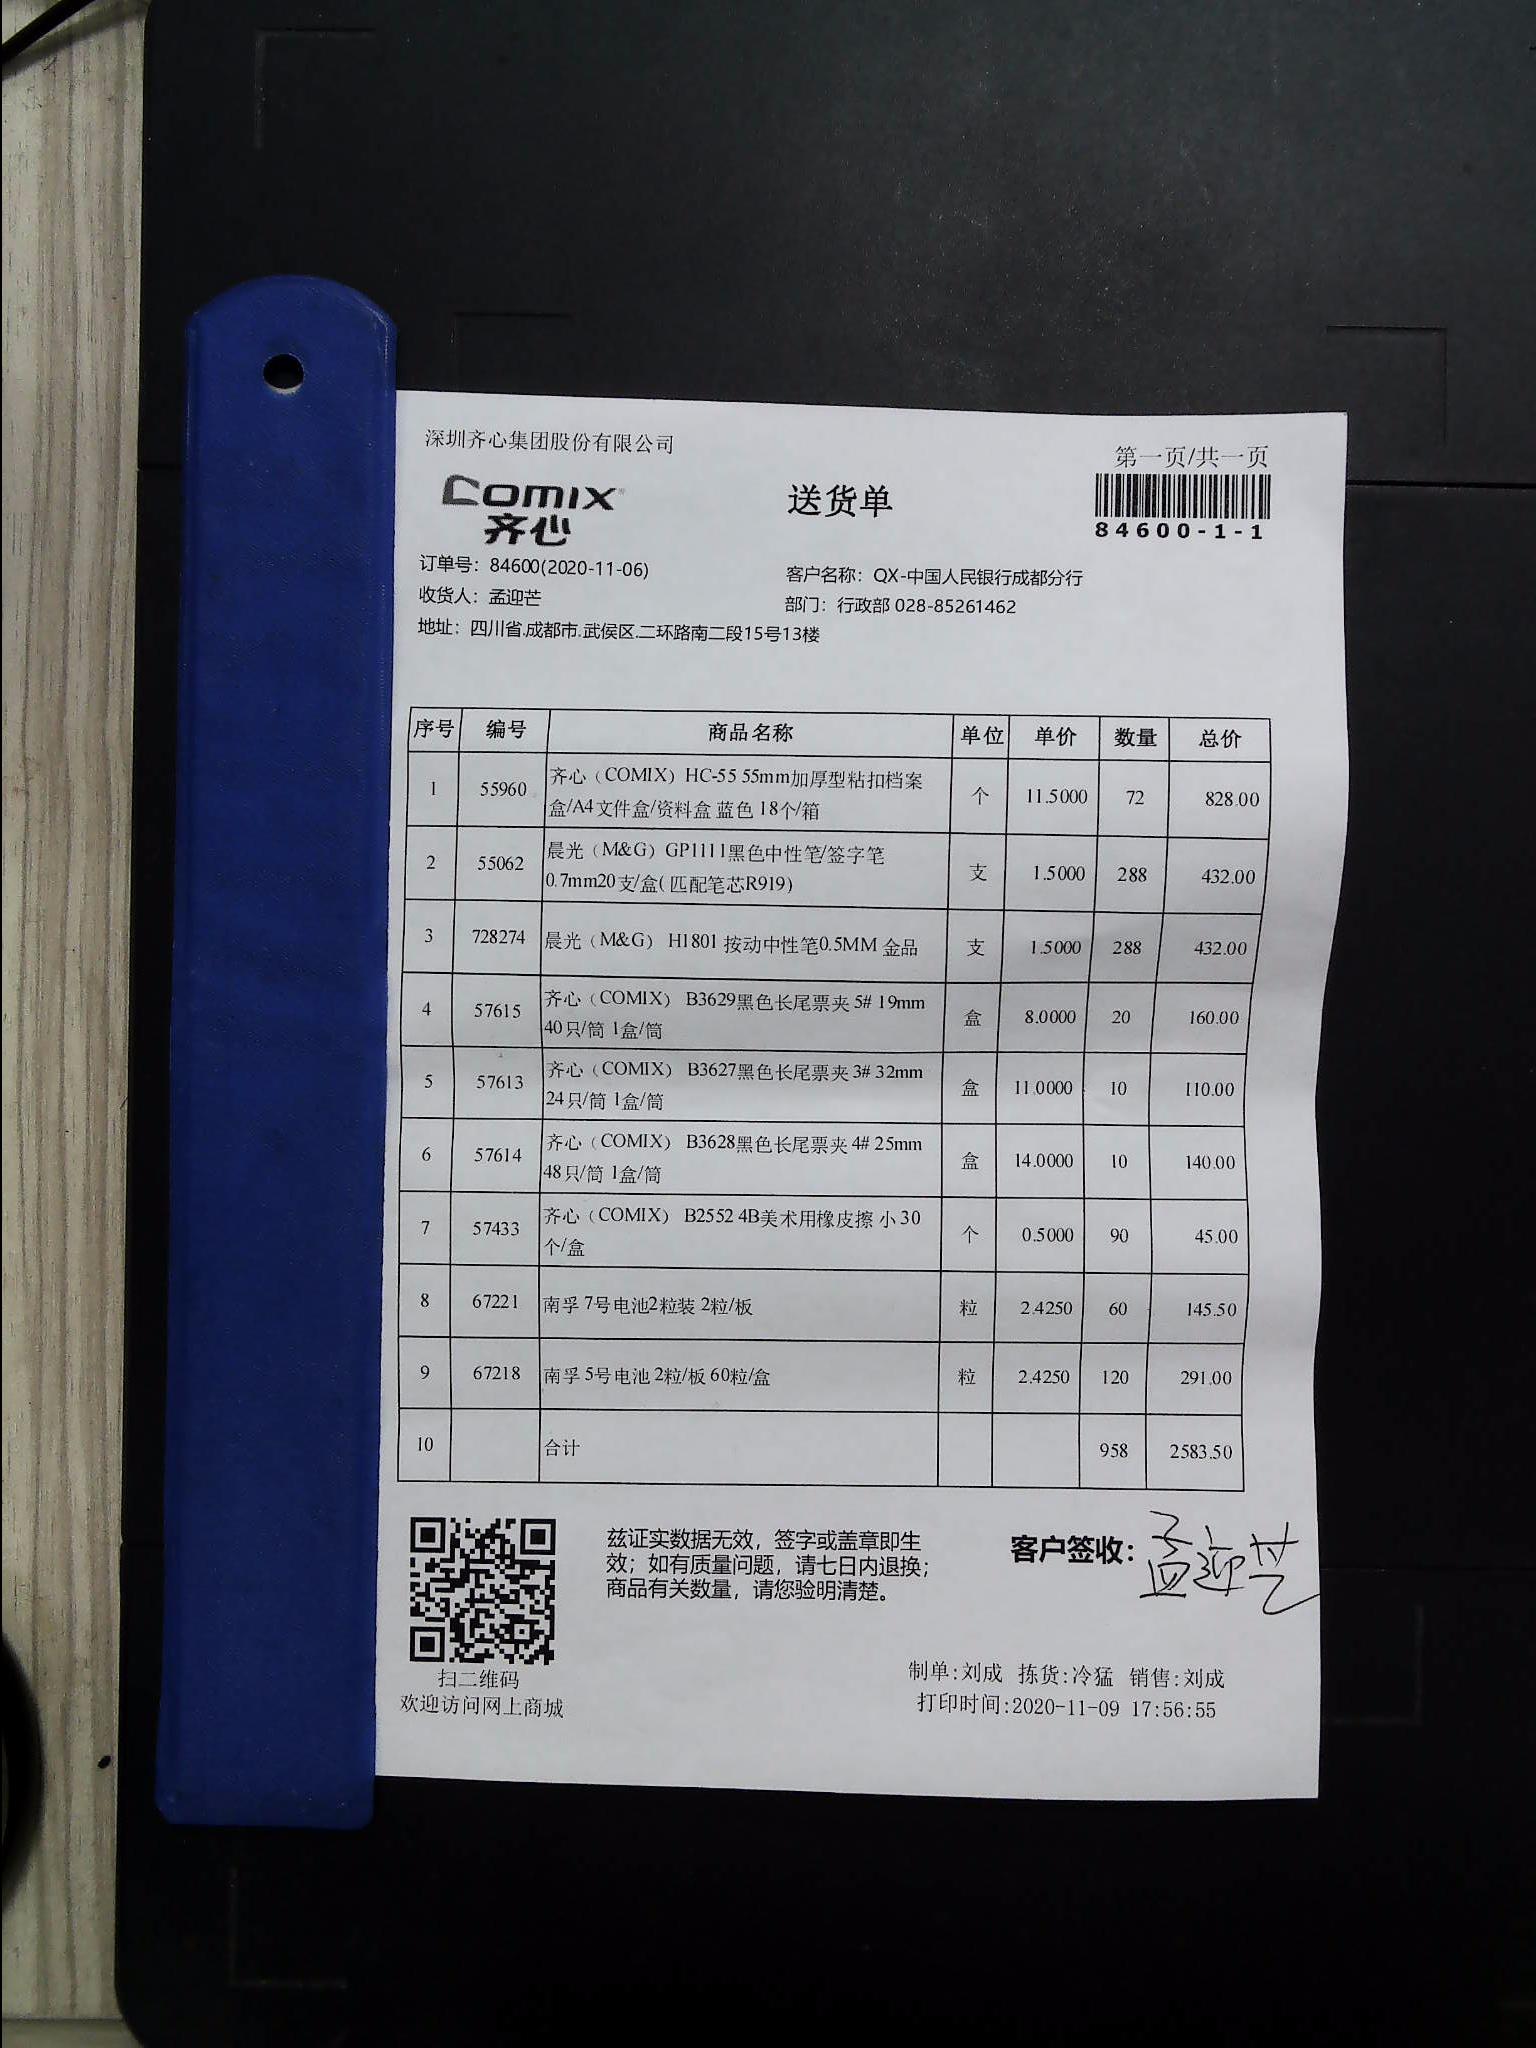 深圳齐心集团股份有限公司
第一页/共一页
COMIX
齐心
送货单
84600-1-1
订单号：84600(2020-11-06)
客户名称：QX-中国人民银行成都分行
收货人：孟迎芒
部门：行政部 028-85261462
地址：四川省.成都市.武侯区.二环路南二段15号13楼
序号 编号 商品名称 单位 单价 数量 总价
1 55960 齐心（COMIX）HC-55 55mm加厚型粘扣档案
盒/A4文件盒/资料盒 蓝色 18个/箱 个 11.5000 72 828.00
2 55062 晨光（M&G）GP1111黑色中性笔/签字笔
0.7mm20支/盒( 匹配笔芯R919) 支 1.5000 288 432.00
3 728274 晨光（M&G） H1801 按动中性笔0.5MM 金品 支 1.5000 288 432.00
4 57615 齐心（COMIX） B3629黑色长尾票夹 5# 19mm
40只/筒 1盒/筒 盒 8.0000 20 160.00
5 57613 齐心（COMIX） B3627黑色长尾票夹 3# 32mm
24只/筒 1盒/筒 盒 11.0000 10 110.00
6 57614 齐心（COMIX） B3628黑色长尾票夹 4# 25mm
48只/筒 1盒/筒 盒 14.0000 10 140.00
7 57433 齐心（COMIX） B2552 4B美术用橡皮擦 小 30
个/盒 个 0.5000 90 45.00
8 67221 南孚 7号电池2粒装 2粒/板 粒 2.4250 60 145.50
9 67218 南孚 5号电池 2粒/板 60粒/盒 粒 2.4250 120 291.00
10 合计 958 2583.50
兹证实数据无效，签字或盖章即生
效；如有质量问题，请七日内退换；
商品有关数量，请您验明清楚。
客户签收：孟迎芒
扫二维码
欢迎访问网上商城
制单:刘成 拣货:冷猛 销售:刘成
打印时间:2020-11-09 17:56:55